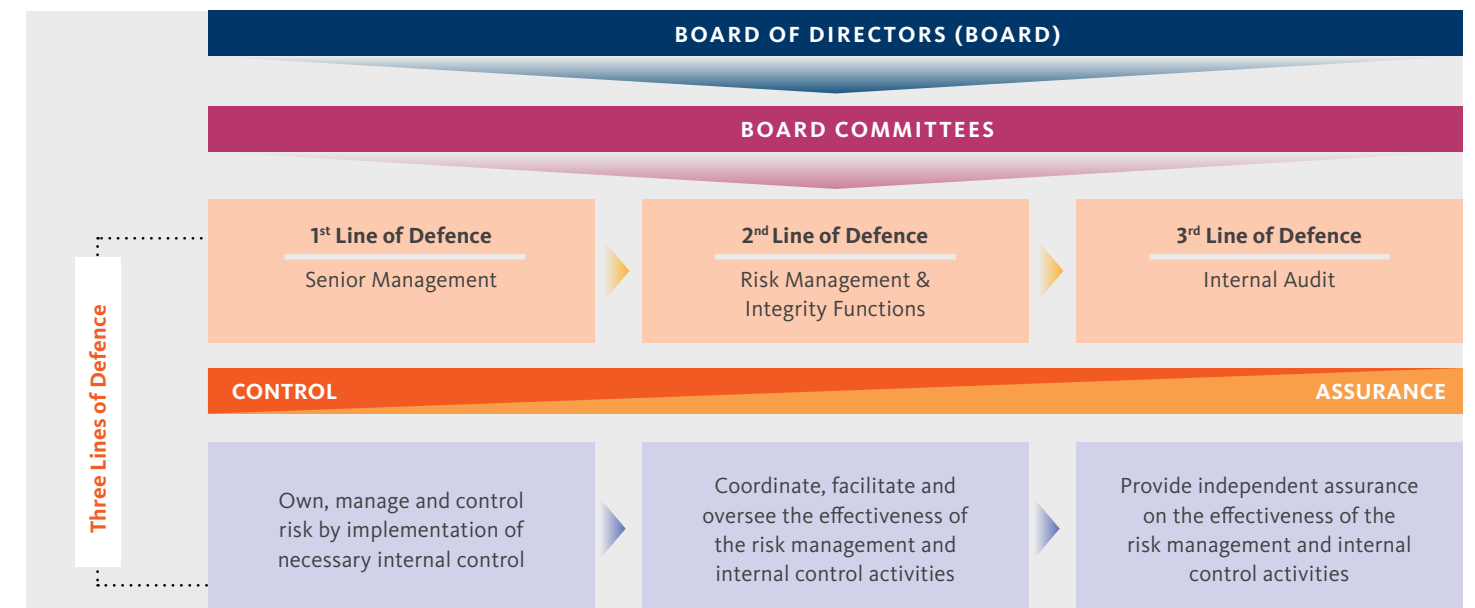 BOARD OF DIRECTORS (BOARD)
BOARD COMMITTEES
Three Lines of Defence
1st Line of Defence
Senior Management
2nd Line of Defence
Risk Management &
Integrity Functions
3rd Line of Defence
Internal Audit
CONTROL
ASSURANCE
Own, manage and control
risk by implementation of
necessary internal control
Coordinate, facilitate and
oversee the effectiveness of
the risk management and
internal control activities
Provide independent assurance
on the effectiveness of the
risk management and internal
control activities